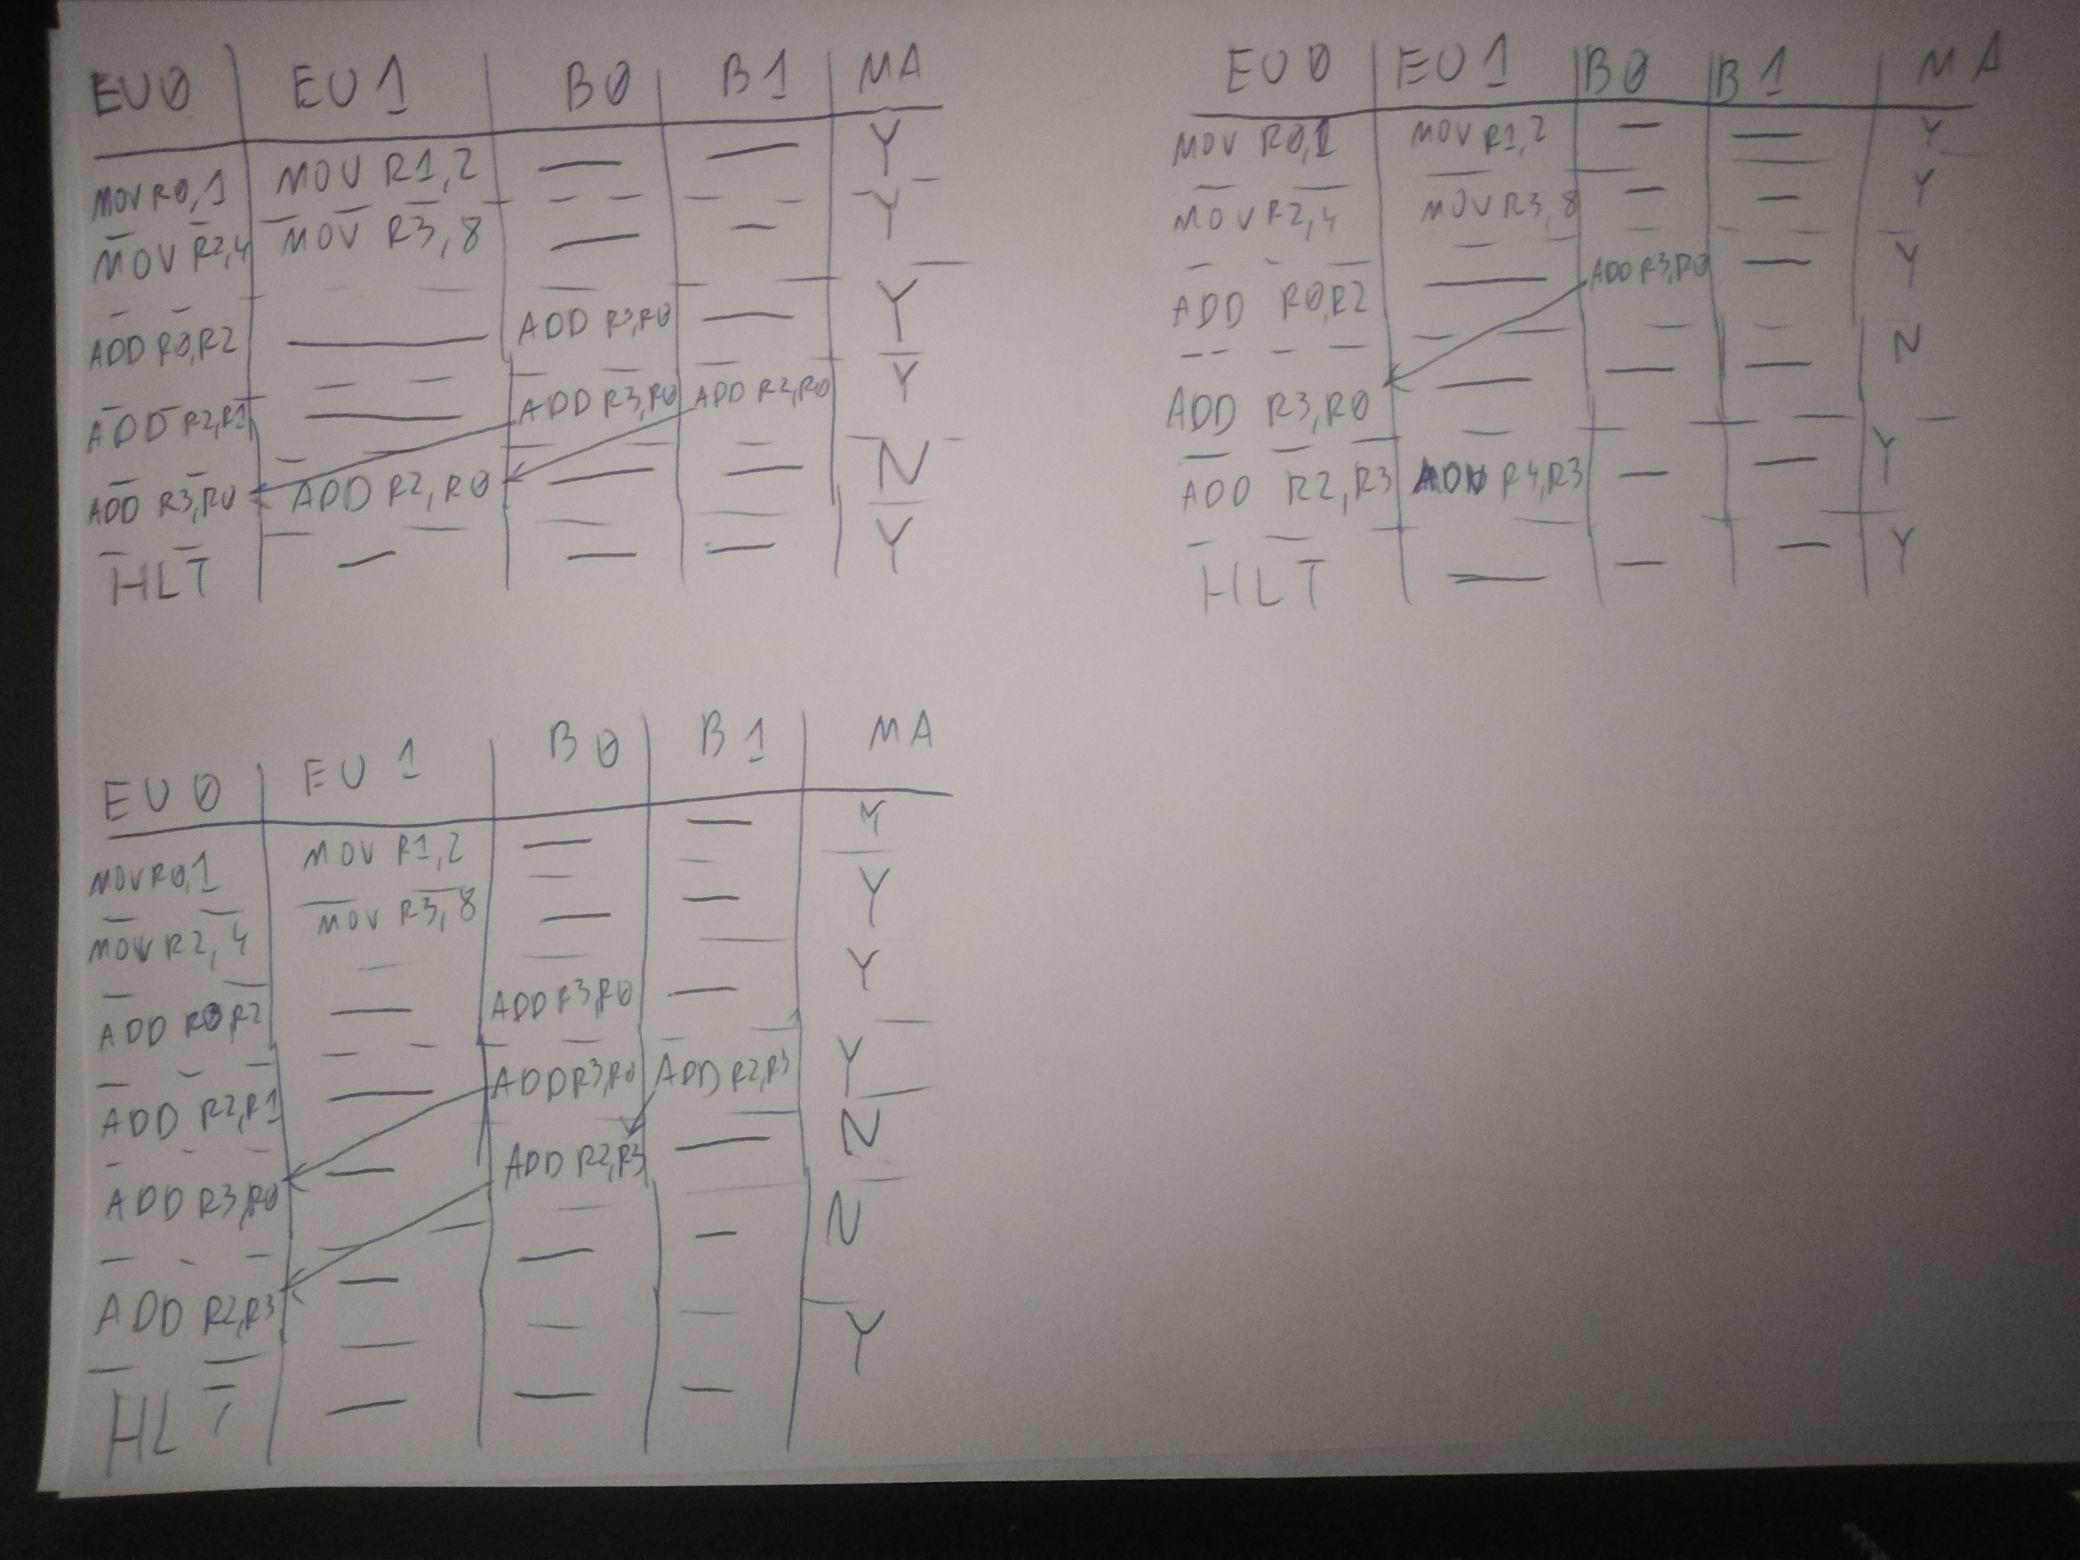 EU0 | EU1 | B0 | B1 | MA
MOV R0,1 | MOV R1,2 | — | — | Y
MOV R2,4 | MOV R3,8 | — | — | Y
ADD R0,R2 | — | ADD R3,R0 | — | Y
ADD R2,R1 | — | ADD R3,R0 | ADD R2,R0 | Y
ADD R3,R0 | ADD R2,R0 | — | — | N
HLT | — | — | — | Y
EU0 | EU1 | B0 | B1 | MA
MOV R0,1 | MOV R1,2 | — | — | Y
MOV R2,4 | MOV R3,8 | — | — | Y
ADD R0,R2 | — | ADD R3,R0 | — | Y
ADD R3,R0 | — | — | — | N
ADD R2,R3 | ADD R4,R3 | — | — | Y
HLT | — | — | — | Y
EU0 | EU1 | B0 | B1 | MA
MOV R0,1 | MOV R1,2 | — | — | Y
MOV R2,4 | MOV R3,8 | — | — | Y
ADD R0,R2 | — | ADD R3,R0 | — | Y
ADD R2,R1 | — | ADD R3,R0 | ADD R2,R3 | Y
ADD R3,R0 | — | ADD R2,R3 | — | N
ADD R2,R3 | — | — | — | N
HLT | — | — | — | Y